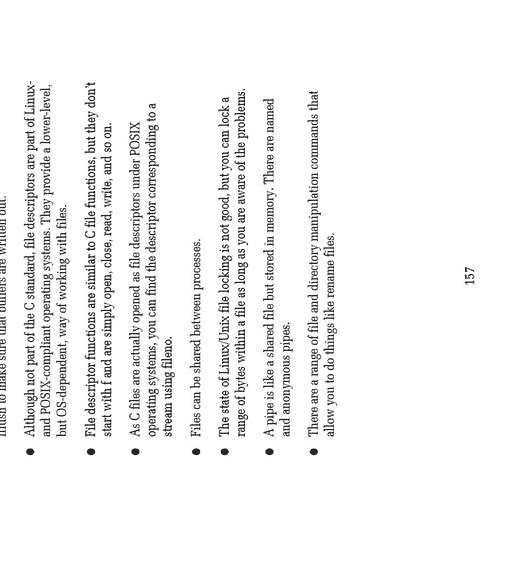 fflush to make sure that buffers are written out.
● Although not part of the C standard, file descriptors are part of Linux-
and POSIX-compliant operating systems. They provide a lower-level,
but OS-dependent, way of working with files.
● File descriptor functions are similar to C file functions, but they don't
start with f and are simply open, close, read, write, and so on.
● As C files are actually opened as file descriptors under POSIX
operating systems, you can find the descriptor corresponding to a
stream using fileno.
● Files can be shared between processes.
● The state of Linux/Unix file locking is not good, but you can lock a
range of bytes within a file as long as you are aware of the problems.
● A pipe is like a shared file but stored in memory. There are named
and anonymous pipes.
● There are a range of file and directory manipulation commands that
allow you to do things like rename files.
157